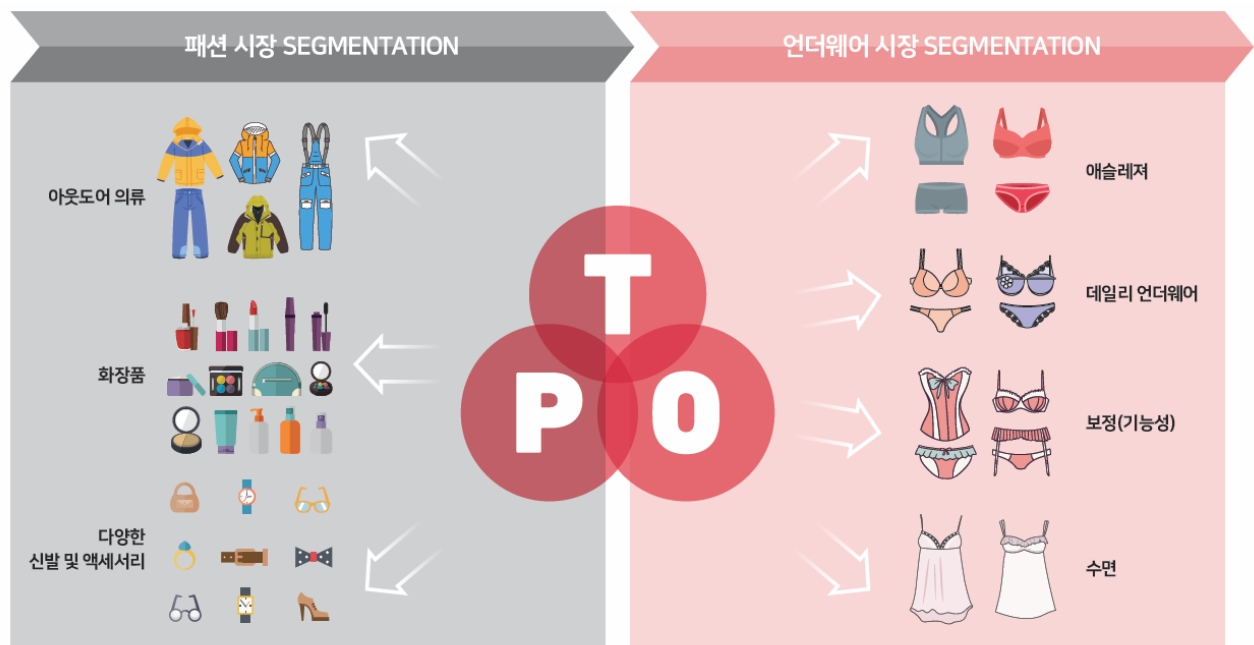 패션 시장 SEGMENTATION
언더웨어 시장 SEGMENTATION
아웃도어 의류
화장품
다양한
신발 및 액세서리
T
P O
애슬레져
데일리 언더웨어
보정(기능성)
수면